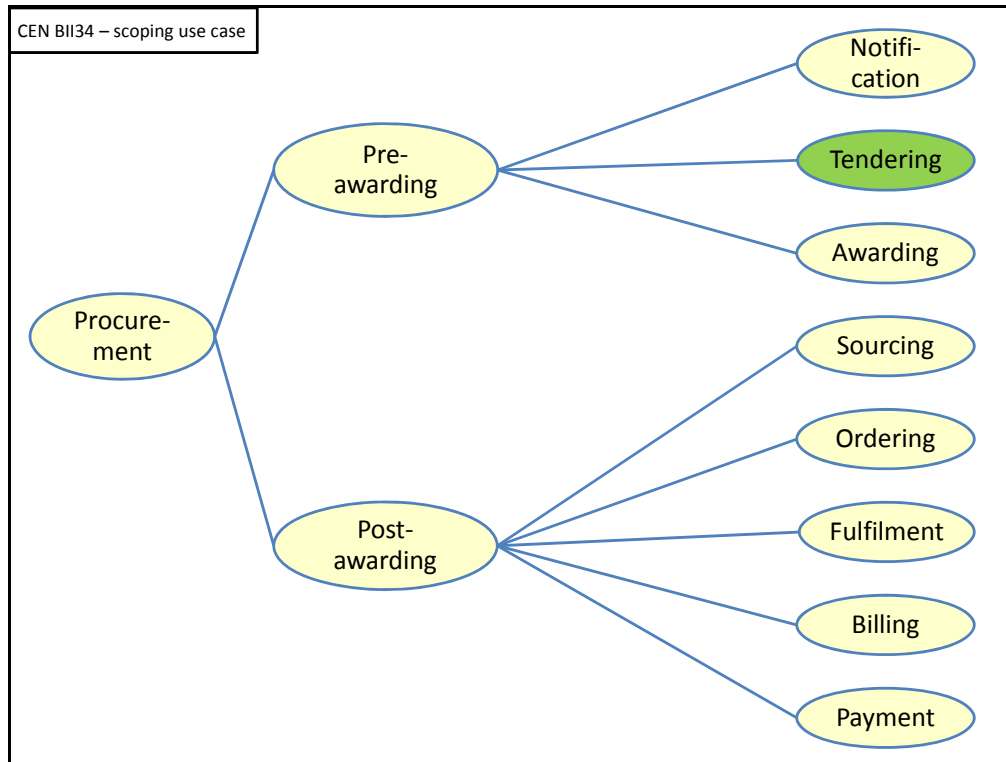 CEN BII34 – scoping use case
Notifi-
cation
Pre-
awarding
Tendering
Awarding
Procure-
ment
Sourcing
Ordering
Post-
awarding
Fulfilment
Billing
Payment